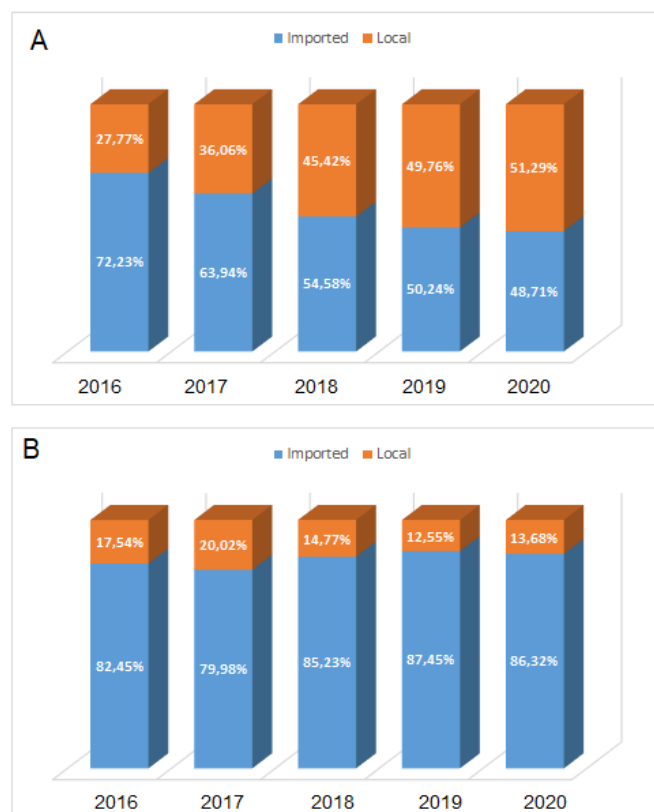 A
Imported Local
27,77% 36,06% 45,42% 49,76% 51,29%
72,23% 63,94% 54,58% 50,24% 48,71%
2016 2017 2018 2019 2020
B
Imported Local
17,54% 20,02% 14,77% 12,55% 13,68%
82,45% 79,98% 85,23% 87,45% 86,32%
2016 2017 2018 2019 2020